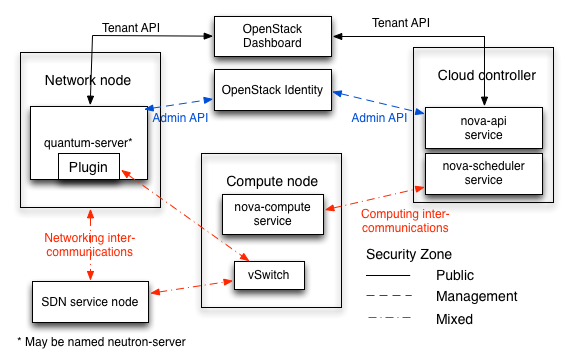 Tenant API
OpenStack
Dashboard
Tenant API
Network node
OpenStack Identity
Cloud controller
Admin API
Admin API
quantum-server*
Plugin
nova-api
service
nova-scheduler
service
Compute node
nova-compute
service
Computing inter-
communications
Networking inter-
communications
vSwitch
SDN service node
Security Zone
Public
Management
Mixed
* May be named neutron-server